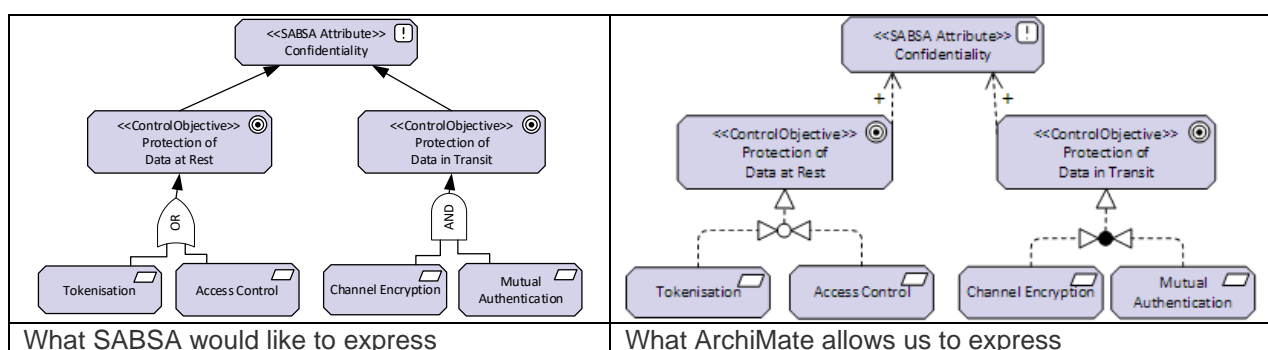 <<SABSA Attribute>>
Confidentiality
<<ControlObjective>>
Protection of
Data at Rest
<<ControlObjective>>
Protection of
Data in Transit
OR
AND
Tokenisation
Access Control
Channel Encryption
Mutual
Authentication
What SABSA would like to express
<<SABSA Attribute>>
Confidentiality
+
+
<<ControlObjective>>
Protection of
Data at Rest
<<ControlObjective>>
Protection of
Data in Transit
Tokenisation
Access Control
Channel Encryption
Mutual
Authentication
What ArchiMate allows us to express